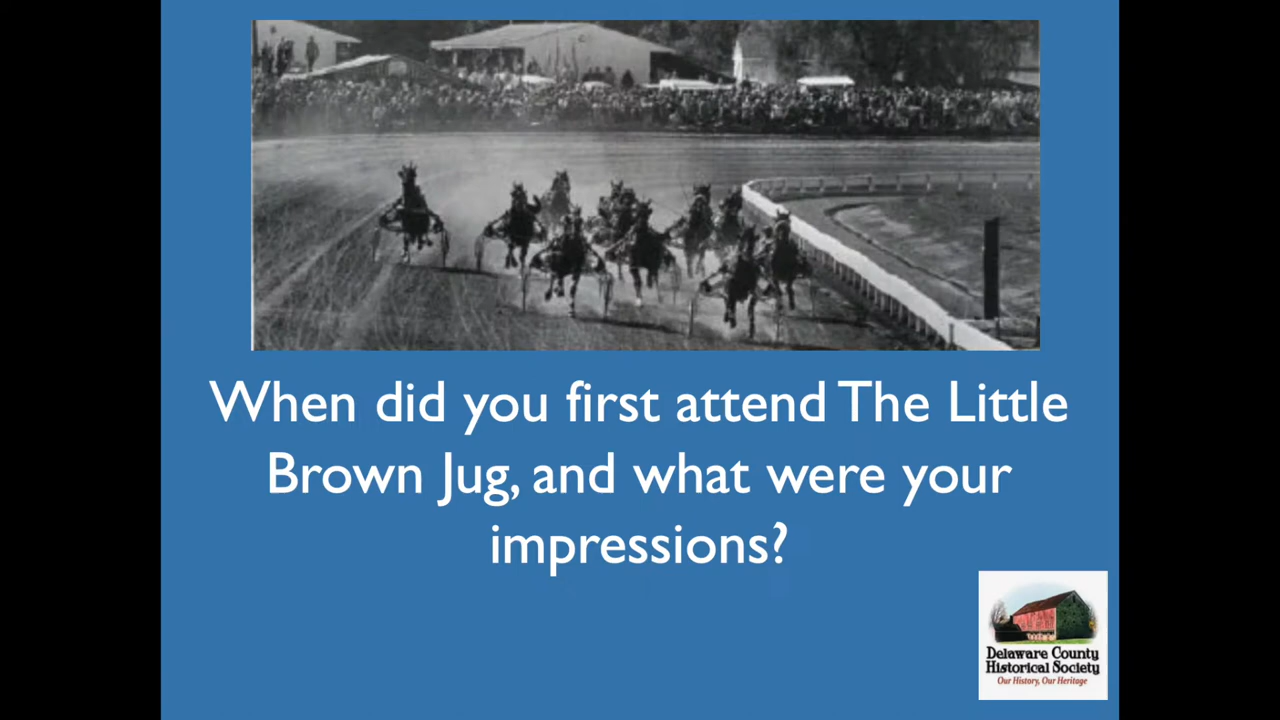 When did you first attend The Little
Brown Jug, and what were your
impressions?
Delaware County
Historical Society
Our History, Our Heritage